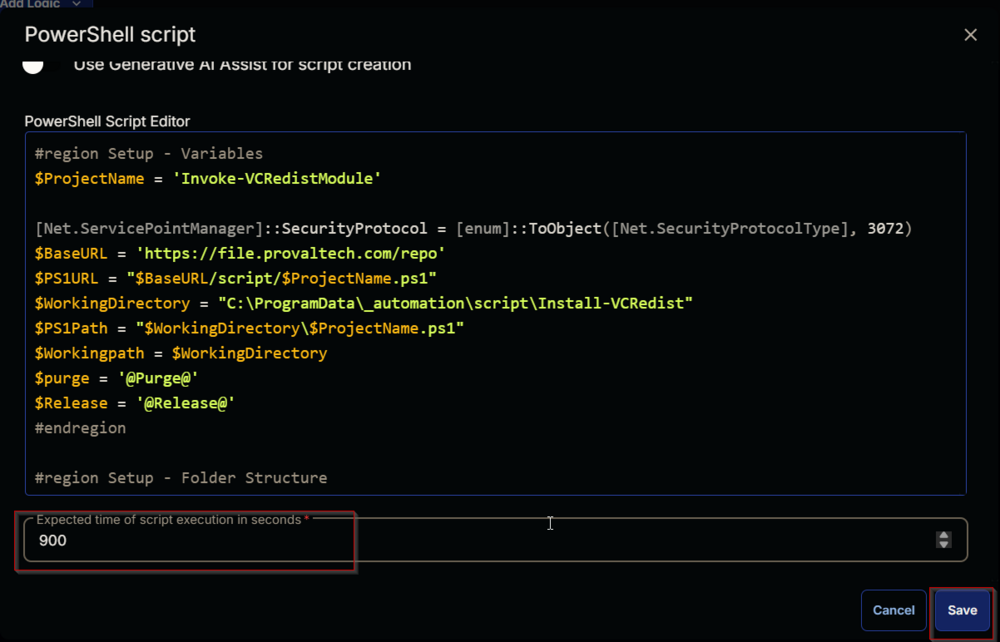 Add Logic
PowerShell script
Use Generative AI Assist for script creation
PowerShell Script Editor
#region Setup - Variables
$ProjectName = 'Invoke-VCRedistModule'
[Net.ServicePointManager]::SecurityProtocol = [enum]::ToObject([Net.SecurityProtocolType], 3072)
$BaseURL = 'https://file.provaltech.com/repo'
$PS1URL = "$BaseURL/script/$ProjectName.ps1"
$WorkingDirectory = "C:\ProgramData\_automation\script\Install-VCRedist"
$PS1Path = "$WorkingDirectory\$ProjectName.ps1"
$Workingpath = $WorkingDirectory
$purge = '@Purge@'
$Release = '@Release@'
#endregion
#region Setup - Folder Structure
Expected time of script execution in seconds *
900
Cancel Save